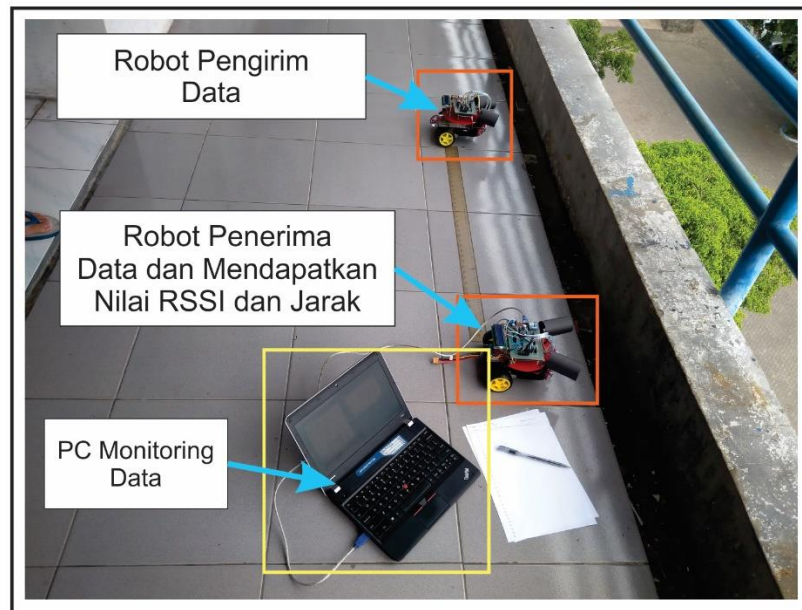 Robot Pengirim
Data
Robot Penerima
Data dan Mendapatkan
Nilai RSSI dan Jarak
PC Monitoring
Data